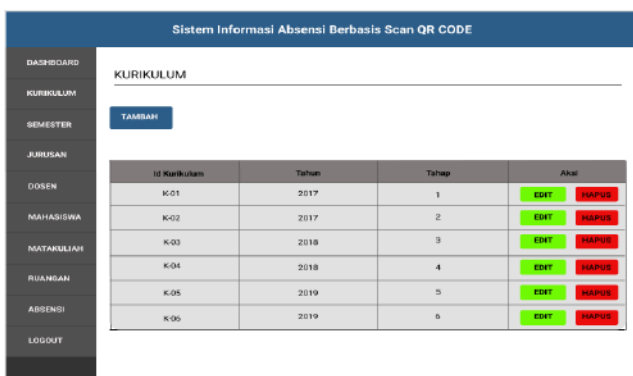 Sistem Informasi Absensi Berbasis Scan QR CODE
DASHBOARD
KURIKULUM
SEMESTER
JURUSAN
DOSEN
MAHASISWA
MATAKULIAH
RUANGAN
ABSENSI
LOGOUT
KURIKULUM
TAMBAH
Id Kurikulum Tahun Tahap Aksi
K-01 2017 1 EDIT HAPUS
K-02 2017 2 EDIT HAPUS
K-03 2018 3 EDIT HAPUS
K-04 2018 4 EDIT HAPUS
K-05 2019 5 EDIT HAPUS
K-06 2019 6 EDIT HAPUS